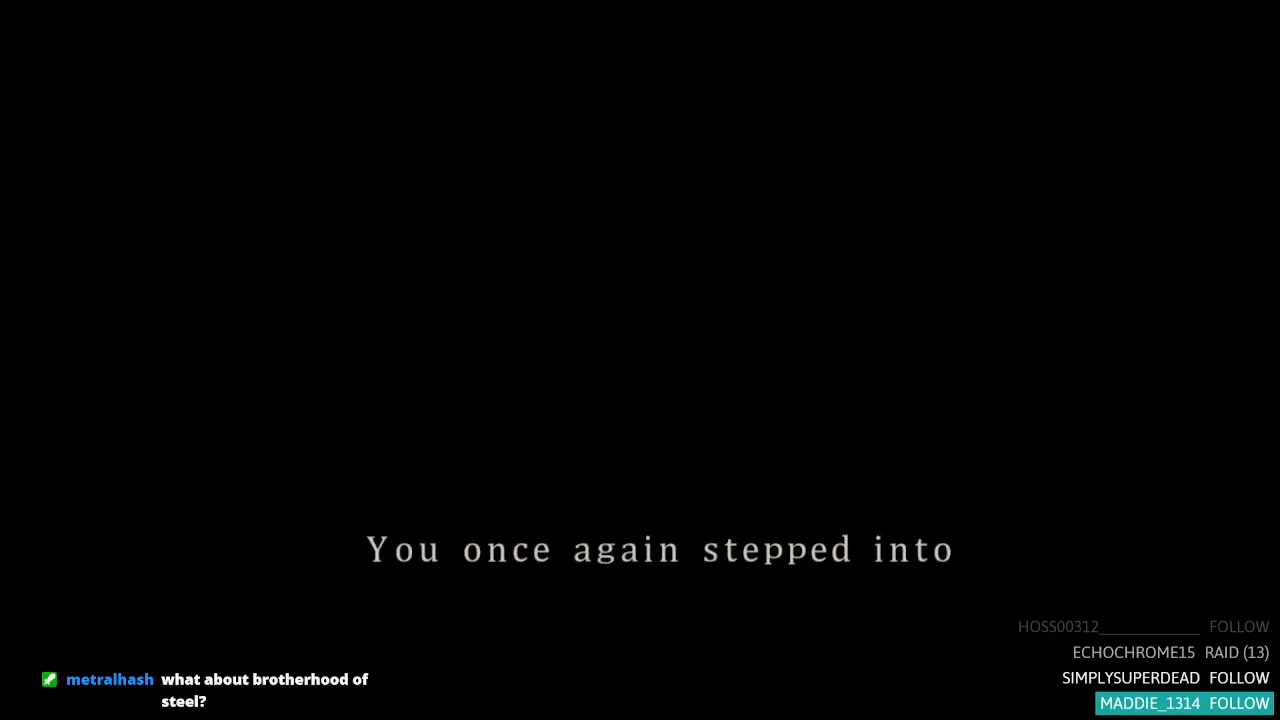 You once again stepped into
HOSS00312____________ FOLLOW
ECHOCHROME15 RAID (13)
SIMPLYSUPERDEAD FOLLOW
MADDIE_1314 FOLLOW
metralhash what about brotherhood of
steel?